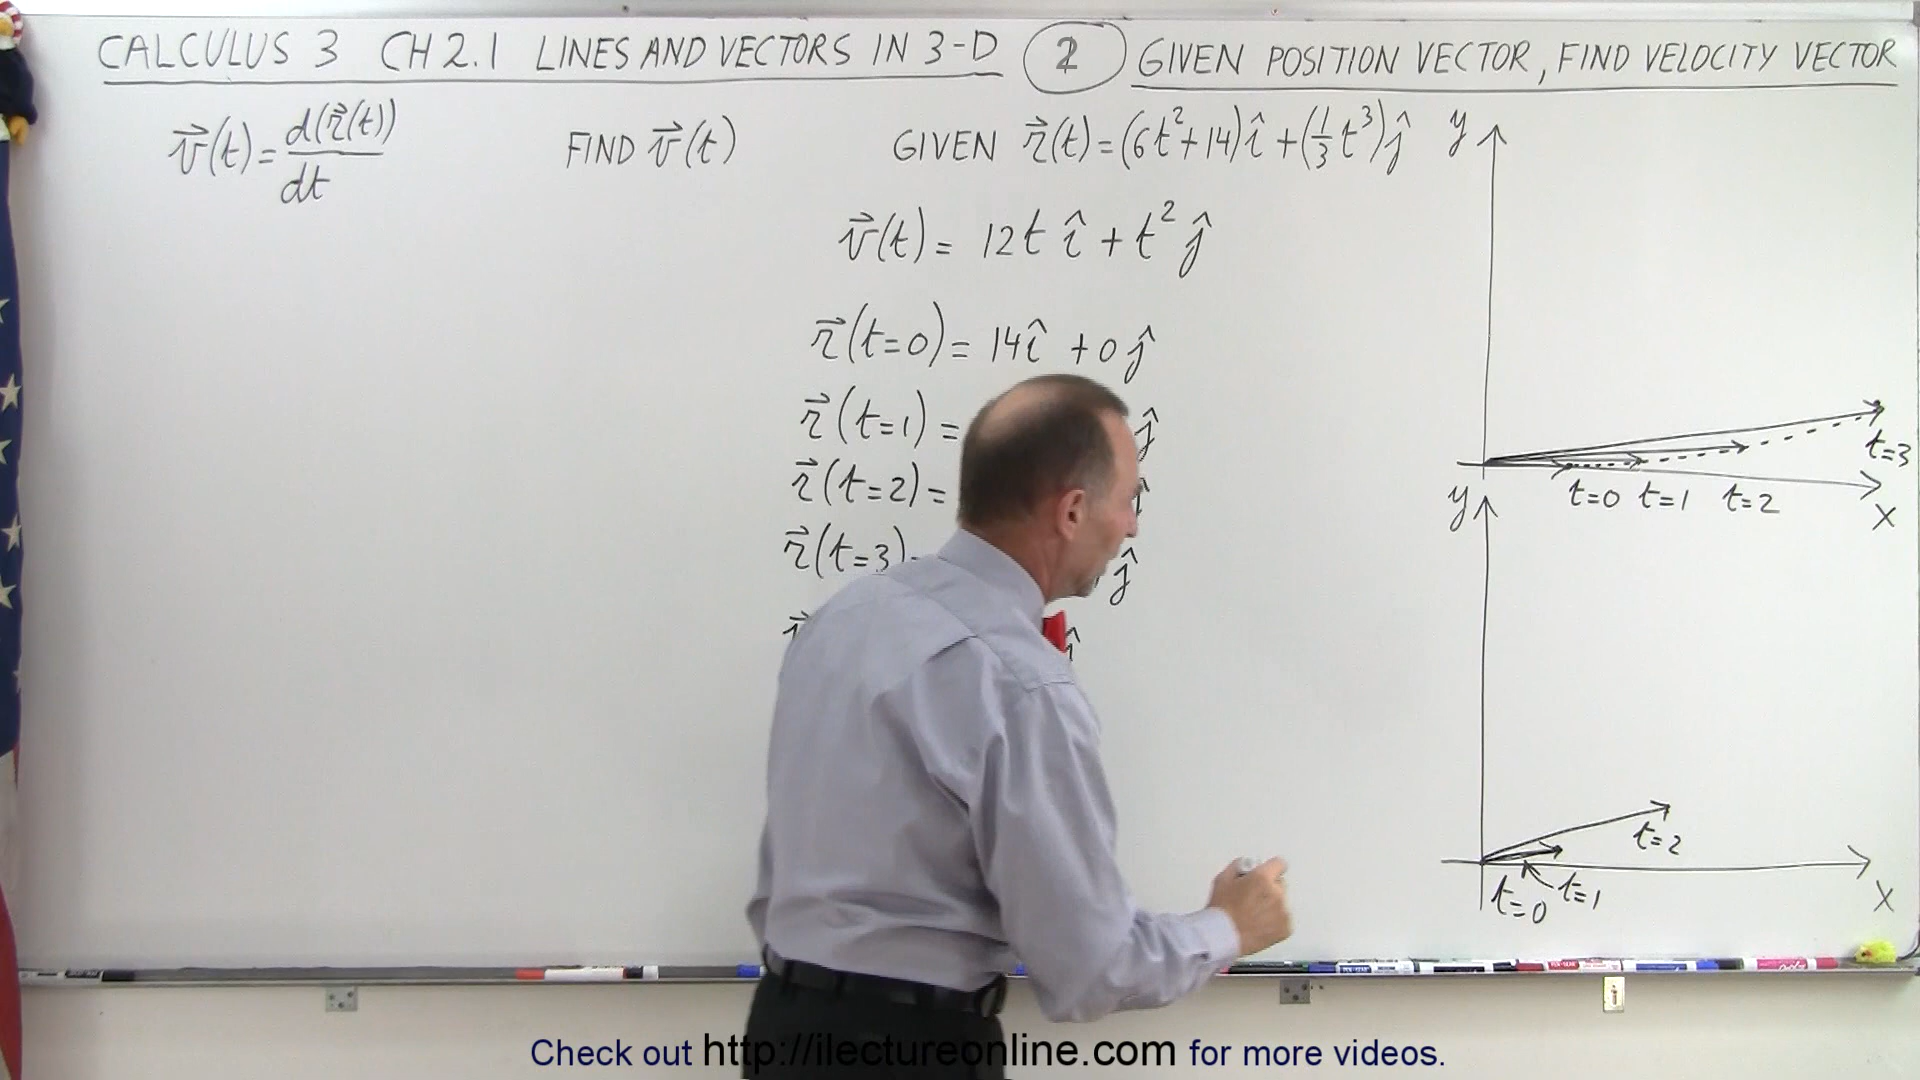 CALCULUS 3 CH 2.1 LINES AND VECTORS IN 3-D 2 GIVEN POSITION VECTOR, FIND VELOCITY VECTOR
v⃗(t) = d(r⃗(t))/dt FIND v⃗(t) GIVEN r⃗(t) = (6t²+14)î + (1/3 t³)ĵ
v⃗(t) = 12t î + t² ĵ
r⃗(t=0) = 14î + 0ĵ
r⃗(t=1) = ĵ
r⃗(t=2) =
r⃗(t=3) ĵ
y
t=3
t=0 t=1 t=2
x
y
t=2
t=0 t=1
x
Check out http://ilectureonline.com for more videos.